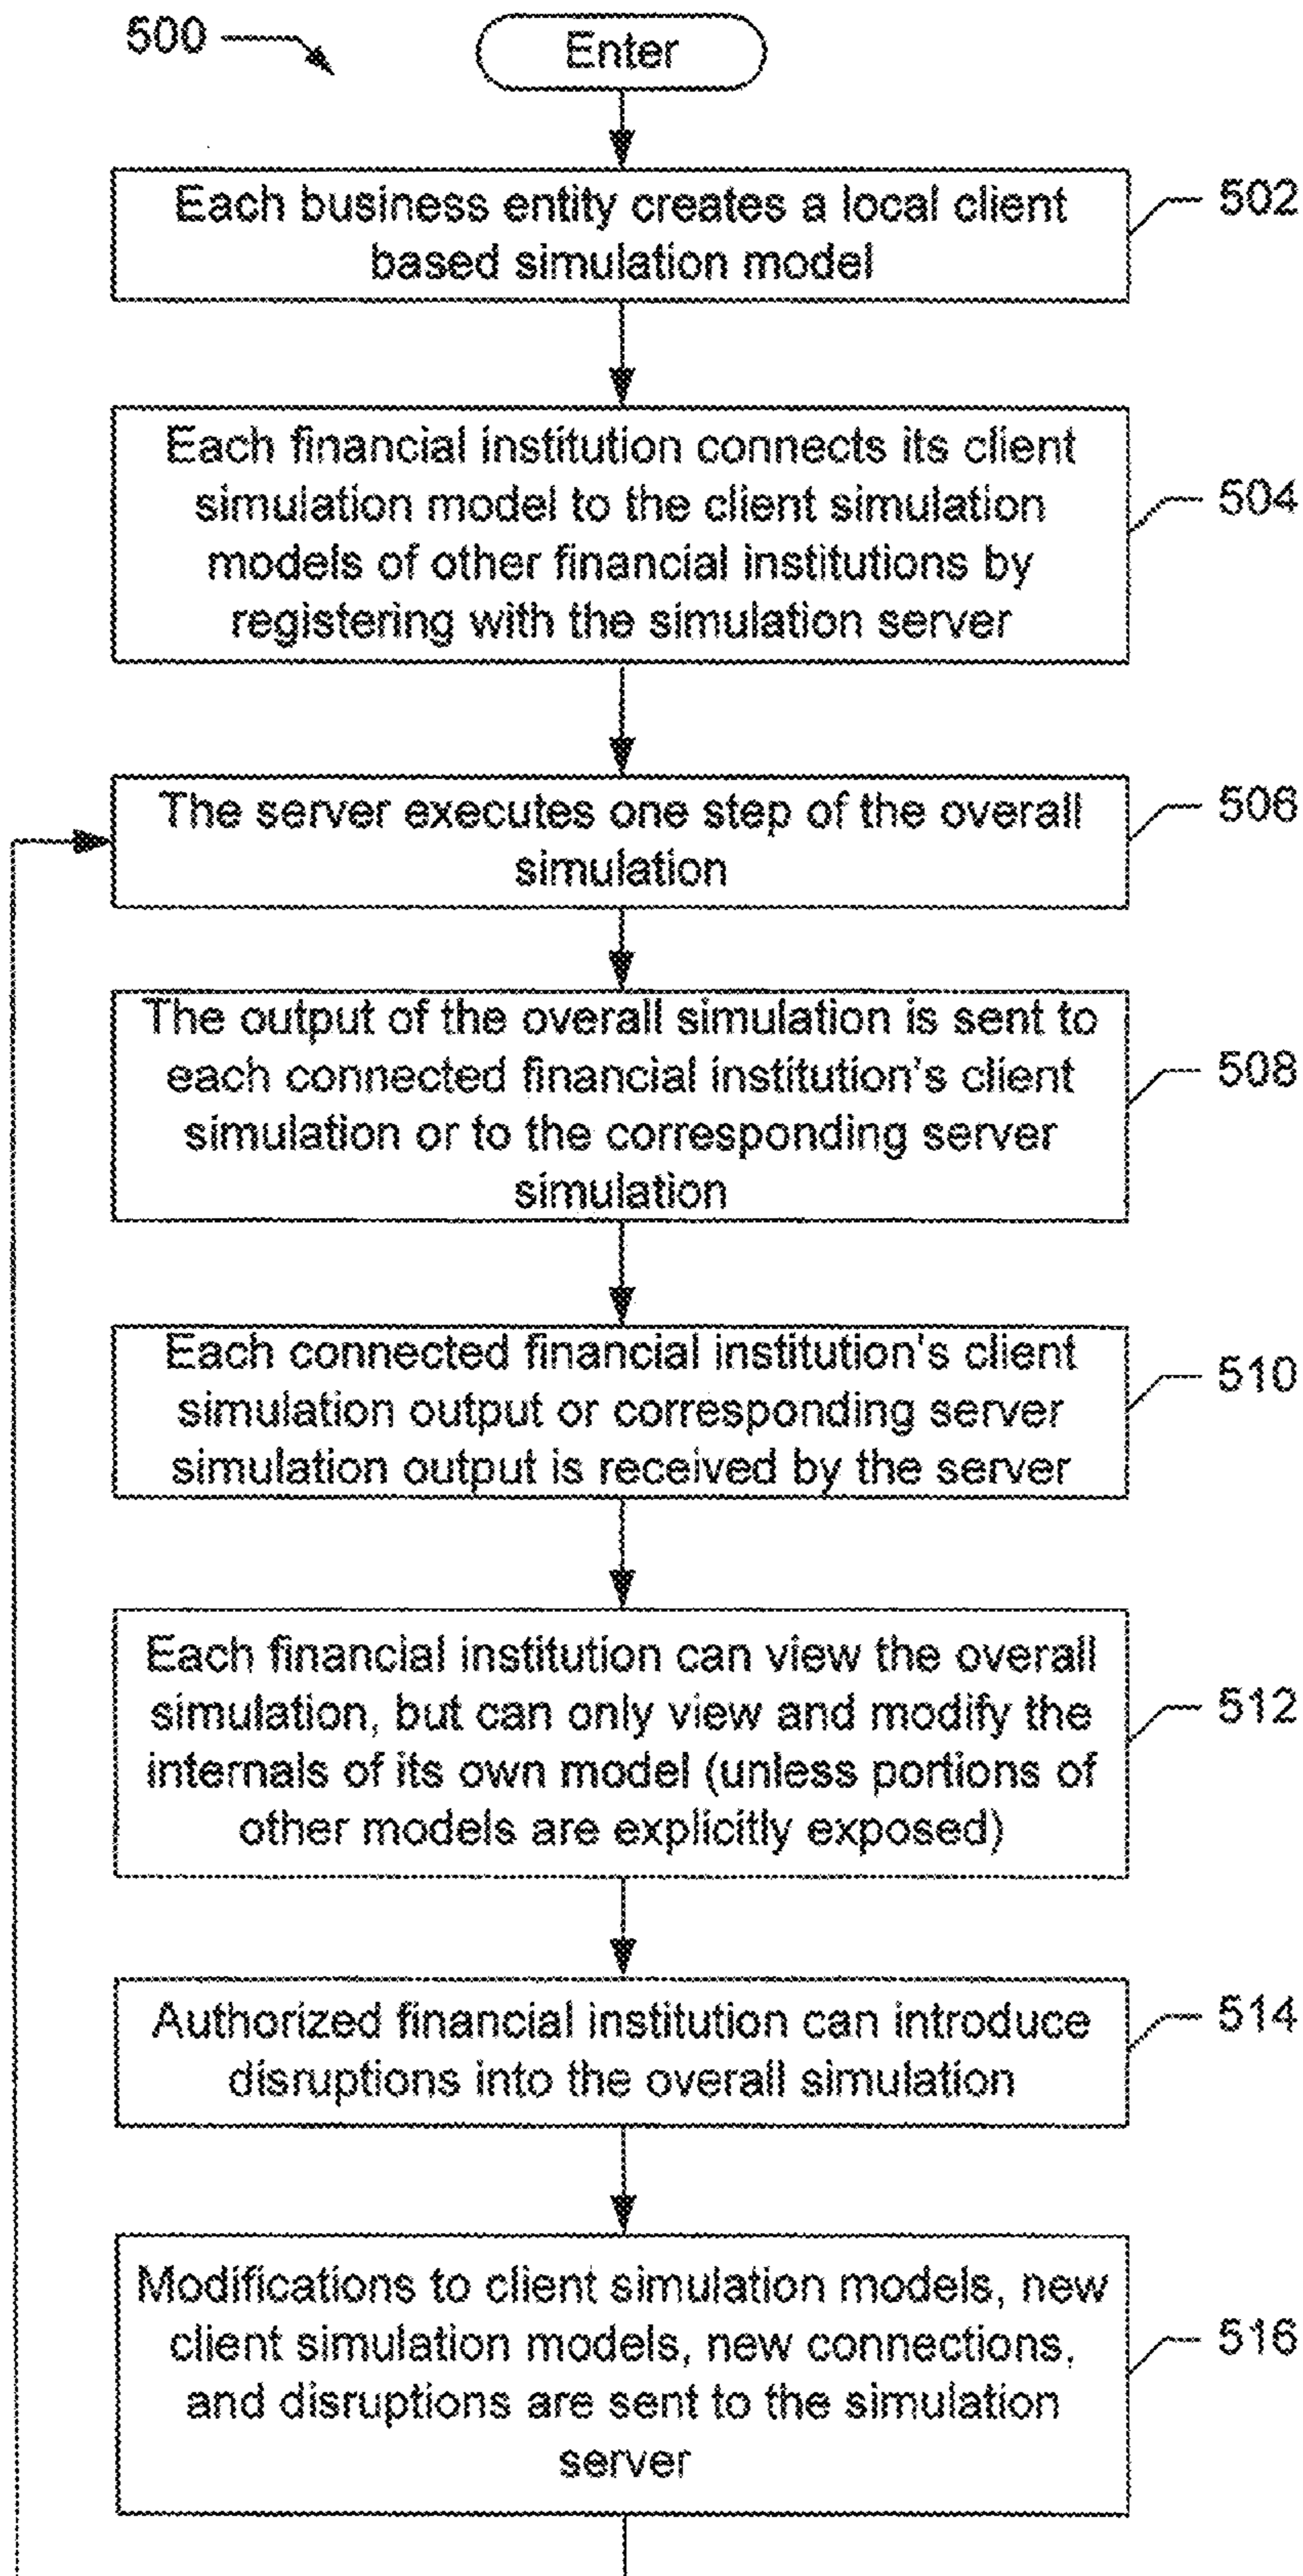 500
Enter
Each business entity creates a local client
based simulation model
502
Each financial institution connects its client
simulation model to the client simulation
models of other financial institutions by
registering with the simulation server
504
The server executes one step of the overall
simulation
506
The output of the overall simulation is sent to
each connected financial institution's client
simulation or to the corresponding server
simulation
508
Each connected financial institution's client
simulation output or corresponding server
simulation output is received by the server
510
Each financial institution can view the overall
simulation, but can only view and modify the
internals of its own model (unless portions of
other models are explicitly exposed)
512
Authorized financial institution can introduce
disruptions into the overall simulation
514
Modifications to client simulation models, new
client simulation models, new connections,
and disruptions are sent to the simulation
server
516